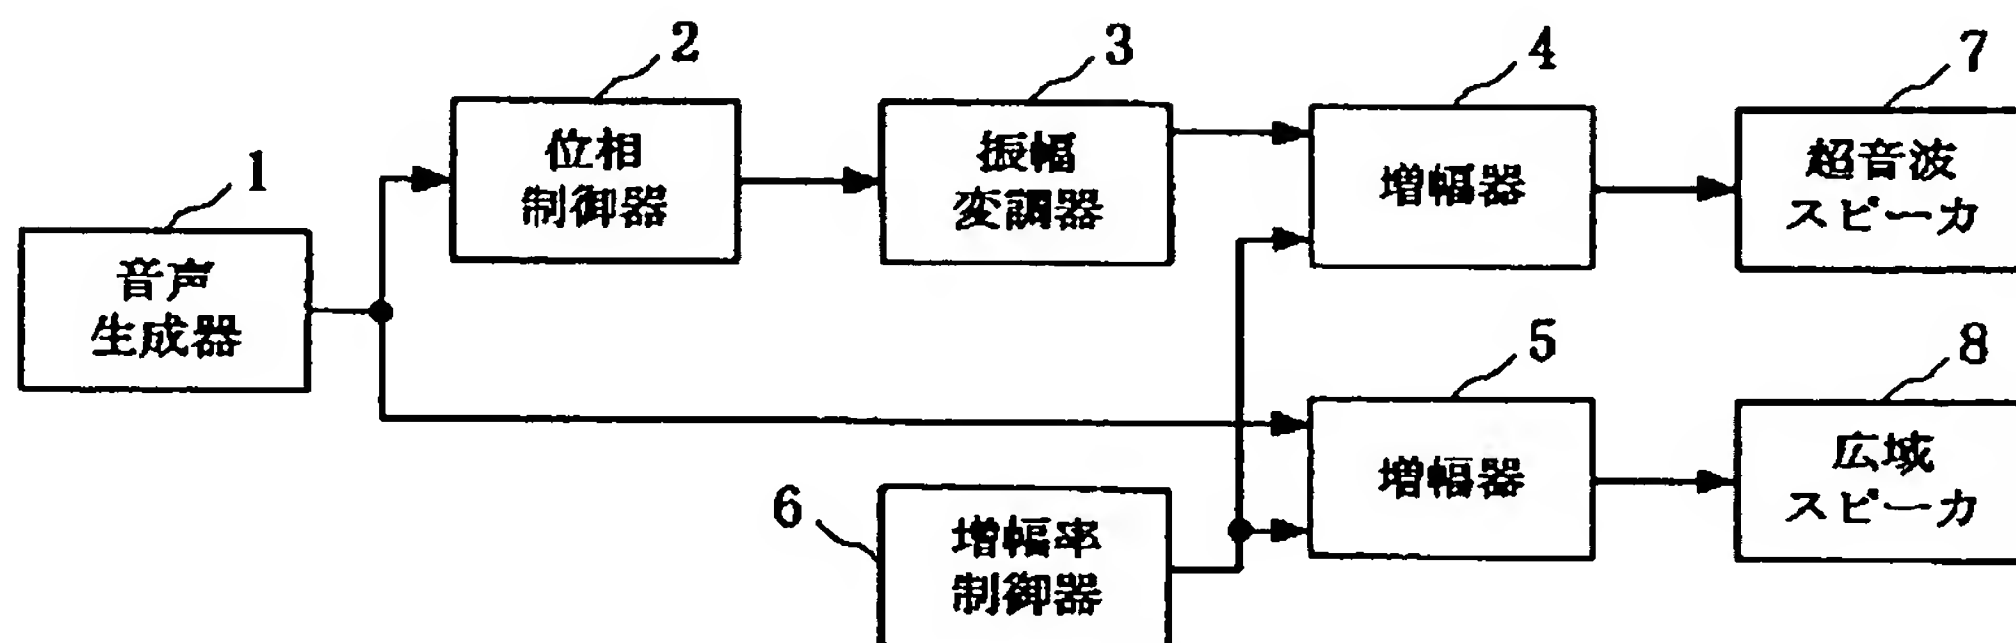 1
音声
生成器
2
位相
制御器
3
振幅
変調器
4
増幅器
7
超音波
スピーカ
5
増幅器
8
広域
スピーカ
6
増幅率
制御器